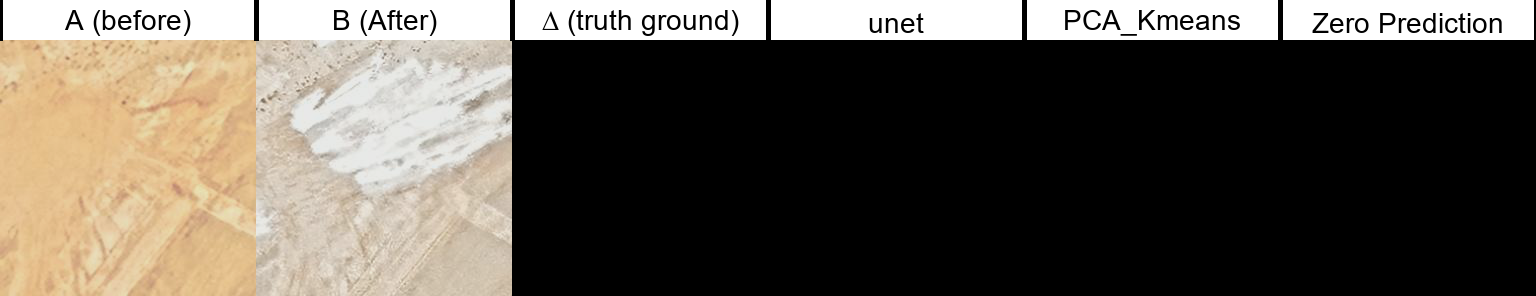 A (before)
B (After)
Δ (truth ground)
unet
PCA_Kmeans
Zero Prediction